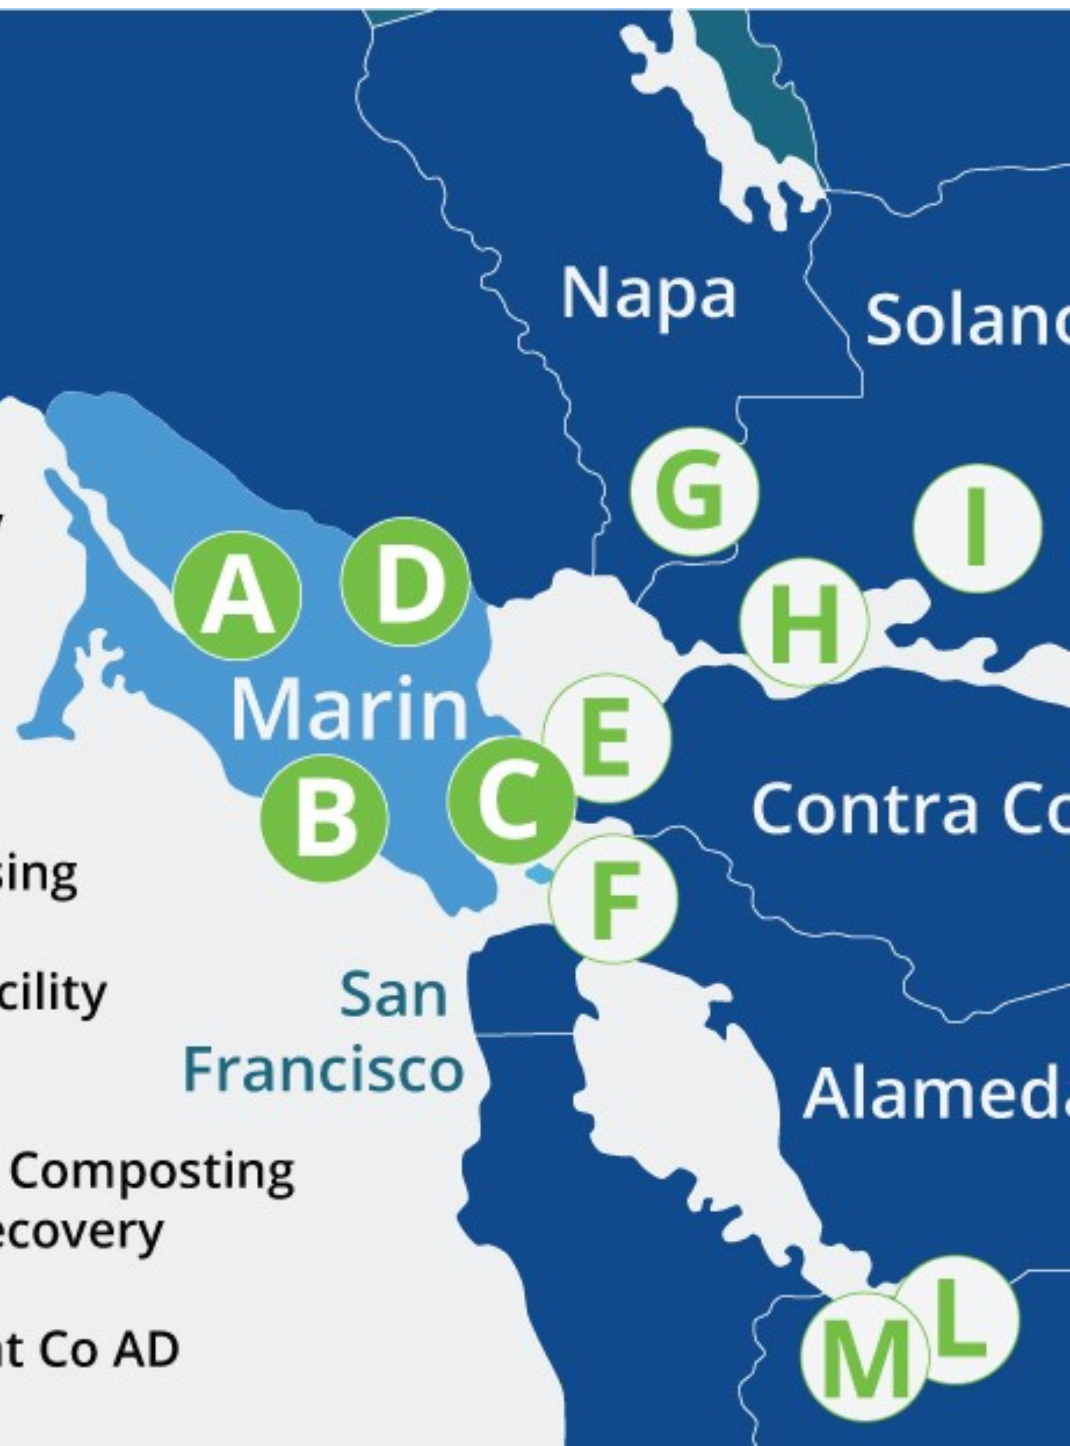 Napa
Solano
G
I
A
D
H
Marin
E
B
C
Contra Co
sing
F
San
Francisco
cility
Alameda
Composting
ecovery
M
L
t Co AD